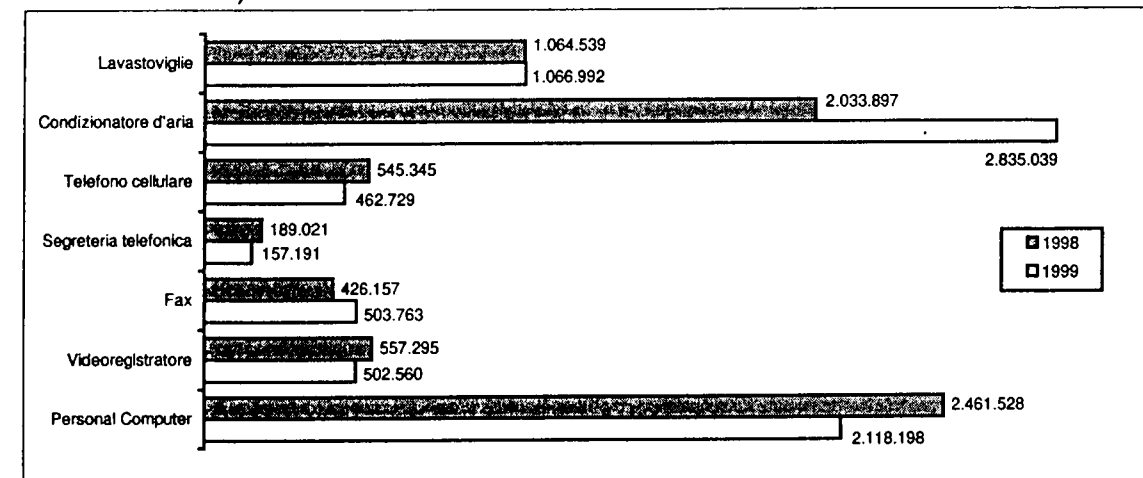 Lavastoviglie
1.064.539
1.066.992
Condizionatore d'aria
2.033.897
2.835.039
Telefono cellulare
545.345
462.729
Segreteria telefonica
189.021
157.191
1998
1999
Fax
426.157
503.763
Videoregistratore
557.295
502.560
Personal Computer
2.461.528
2.118.198